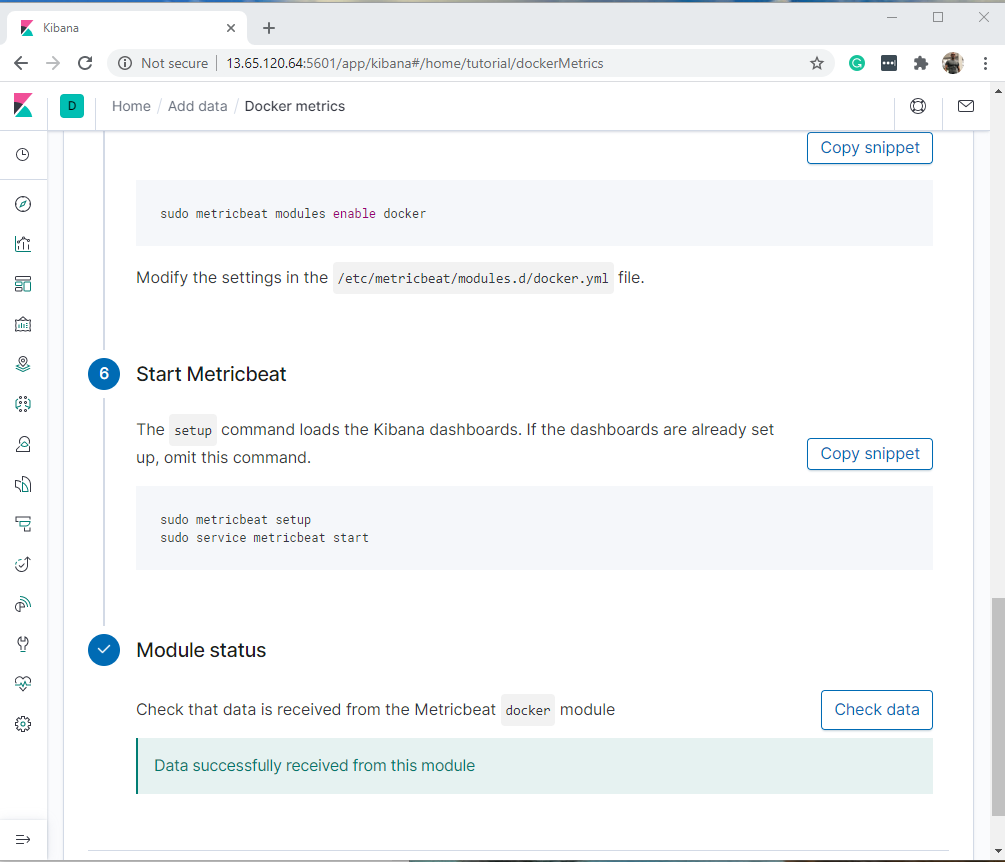 Kibana
Not secure
13.65.120.64:5601/app/kibana#/home/tutorial/dockerMetrics
D
Home / Add data / Docker metrics
Copy snippet
sudo metricbeat modules enable docker
Modify the settings in the /etc/metricbeat/modules.d/docker.yml file.
6 Start Metricbeat
The setup command loads the Kibana dashboards. If the dashboards are already set
up, omit this command.
Copy snippet
sudo metricbeat setup
sudo service metricbeat start
Module status
Check that data is received from the Metricbeat docker module
Check data
Data successfully received from this module